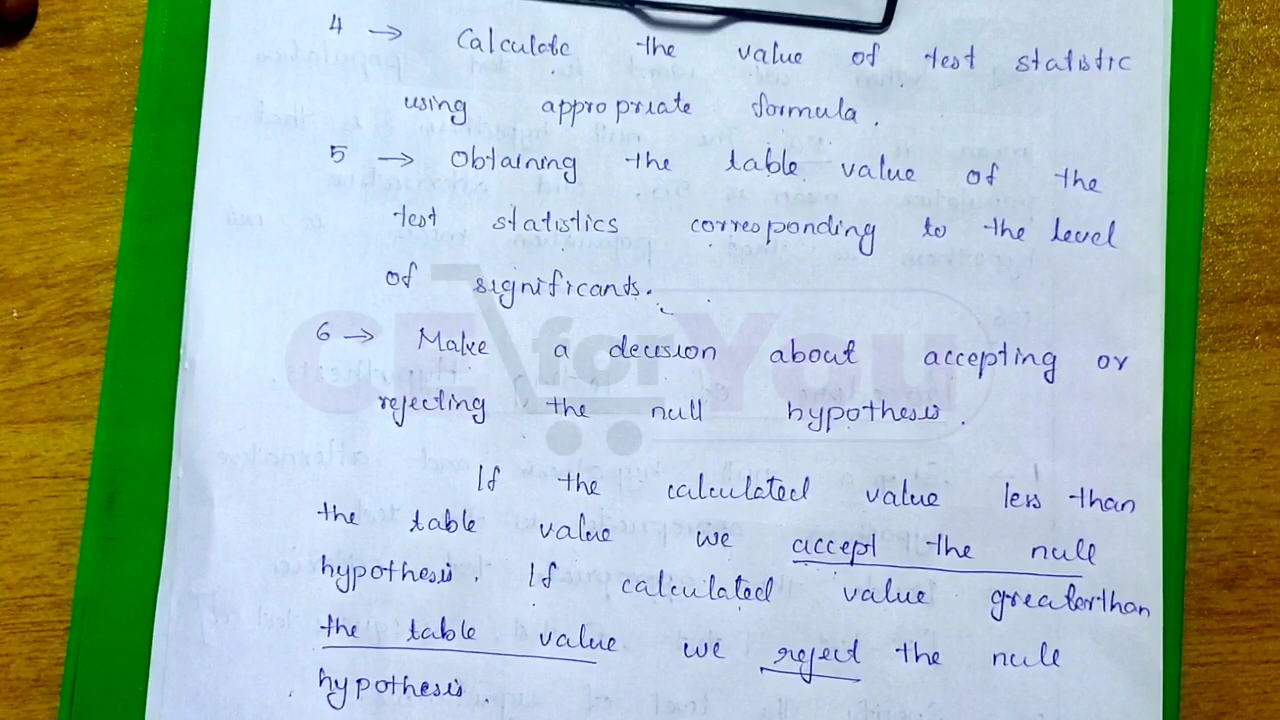 4 → Calculate the value of test statistic
using appropriate formula.
5 → Obtaining the table value of the
test statistics corresponding to the level
of significants.
6 → Make a decision about accepting or
rejecting the null hypothesis.
If the calculated value less than
the table value we accept the null
hypothesis. If calculated value greaterthan
the table value we reject the null
hypothesis.
CE for You